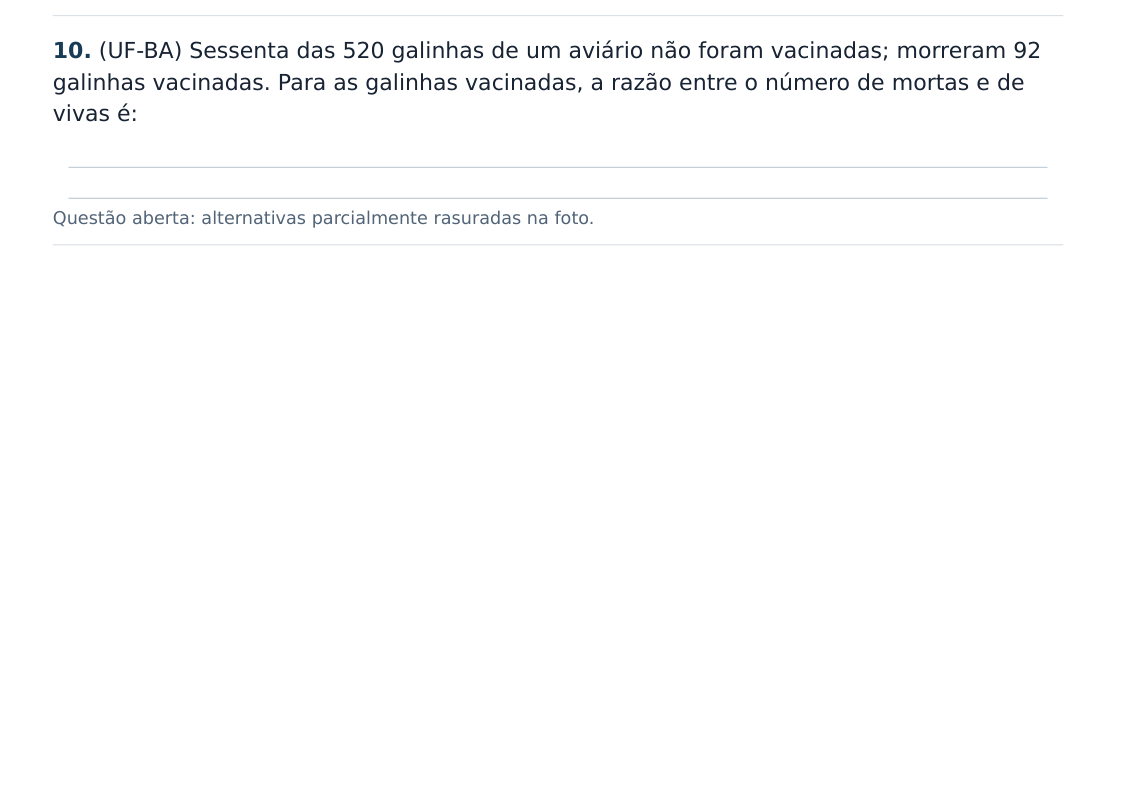 10. (UF-BA) Sessenta das 520 galinhas de um aviário não foram vacinadas; morreram 92
galinhas vacinadas. Para as galinhas vacinadas, a razão entre o número de mortas e de
vivas é:
Questão aberta: alternativas parcialmente rasuradas na foto.